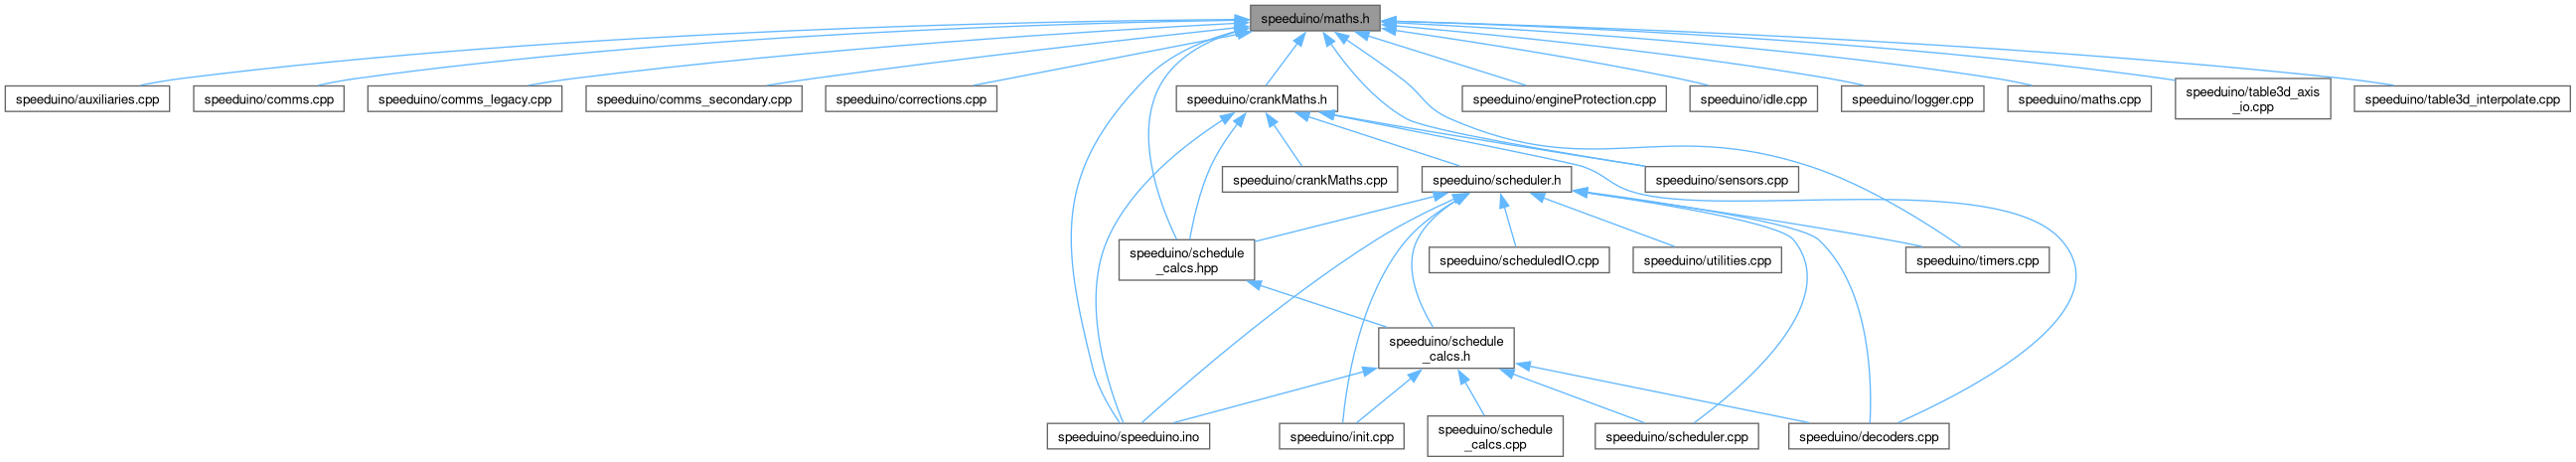 speeduino/maths.h
speeduino/auxiliaries.cpp
speeduino/comms.cpp
speeduino/comms_legacy.cpp
speeduino/comms_secondary.cpp
speeduino/corrections.cpp
speeduino/crankMaths.h
speeduino/engineProtection.cpp
speeduino/idle.cpp
speeduino/logger.cpp
speeduino/maths.cpp
speeduino/table3d_axis
_io.cpp
speeduino/table3d_interpolate.cpp
speeduino/crankMaths.cpp
speeduino/scheduler.h
speeduino/sensors.cpp
speeduino/schedule
_calcs.hpp
speeduino/scheduledIO.cpp
speeduino/utilities.cpp
speeduino/timers.cpp
speeduino/schedule
_calcs.h
speeduino/speeduino.ino
speeduino/init.cpp
speeduino/schedule
_calcs.cpp
speeduino/scheduler.cpp
speeduino/decoders.cpp